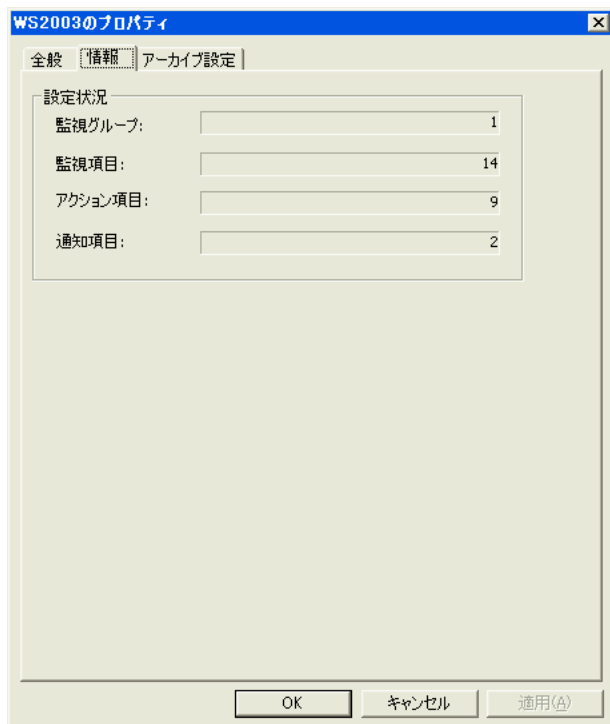 WS2003のプロパティ
全般 情報 アーカイブ設定
設定状況
監視グループ: 1
監視項目: 14
アクション項目: 9
通知項目: 2
OK キャンセル 適用(A)